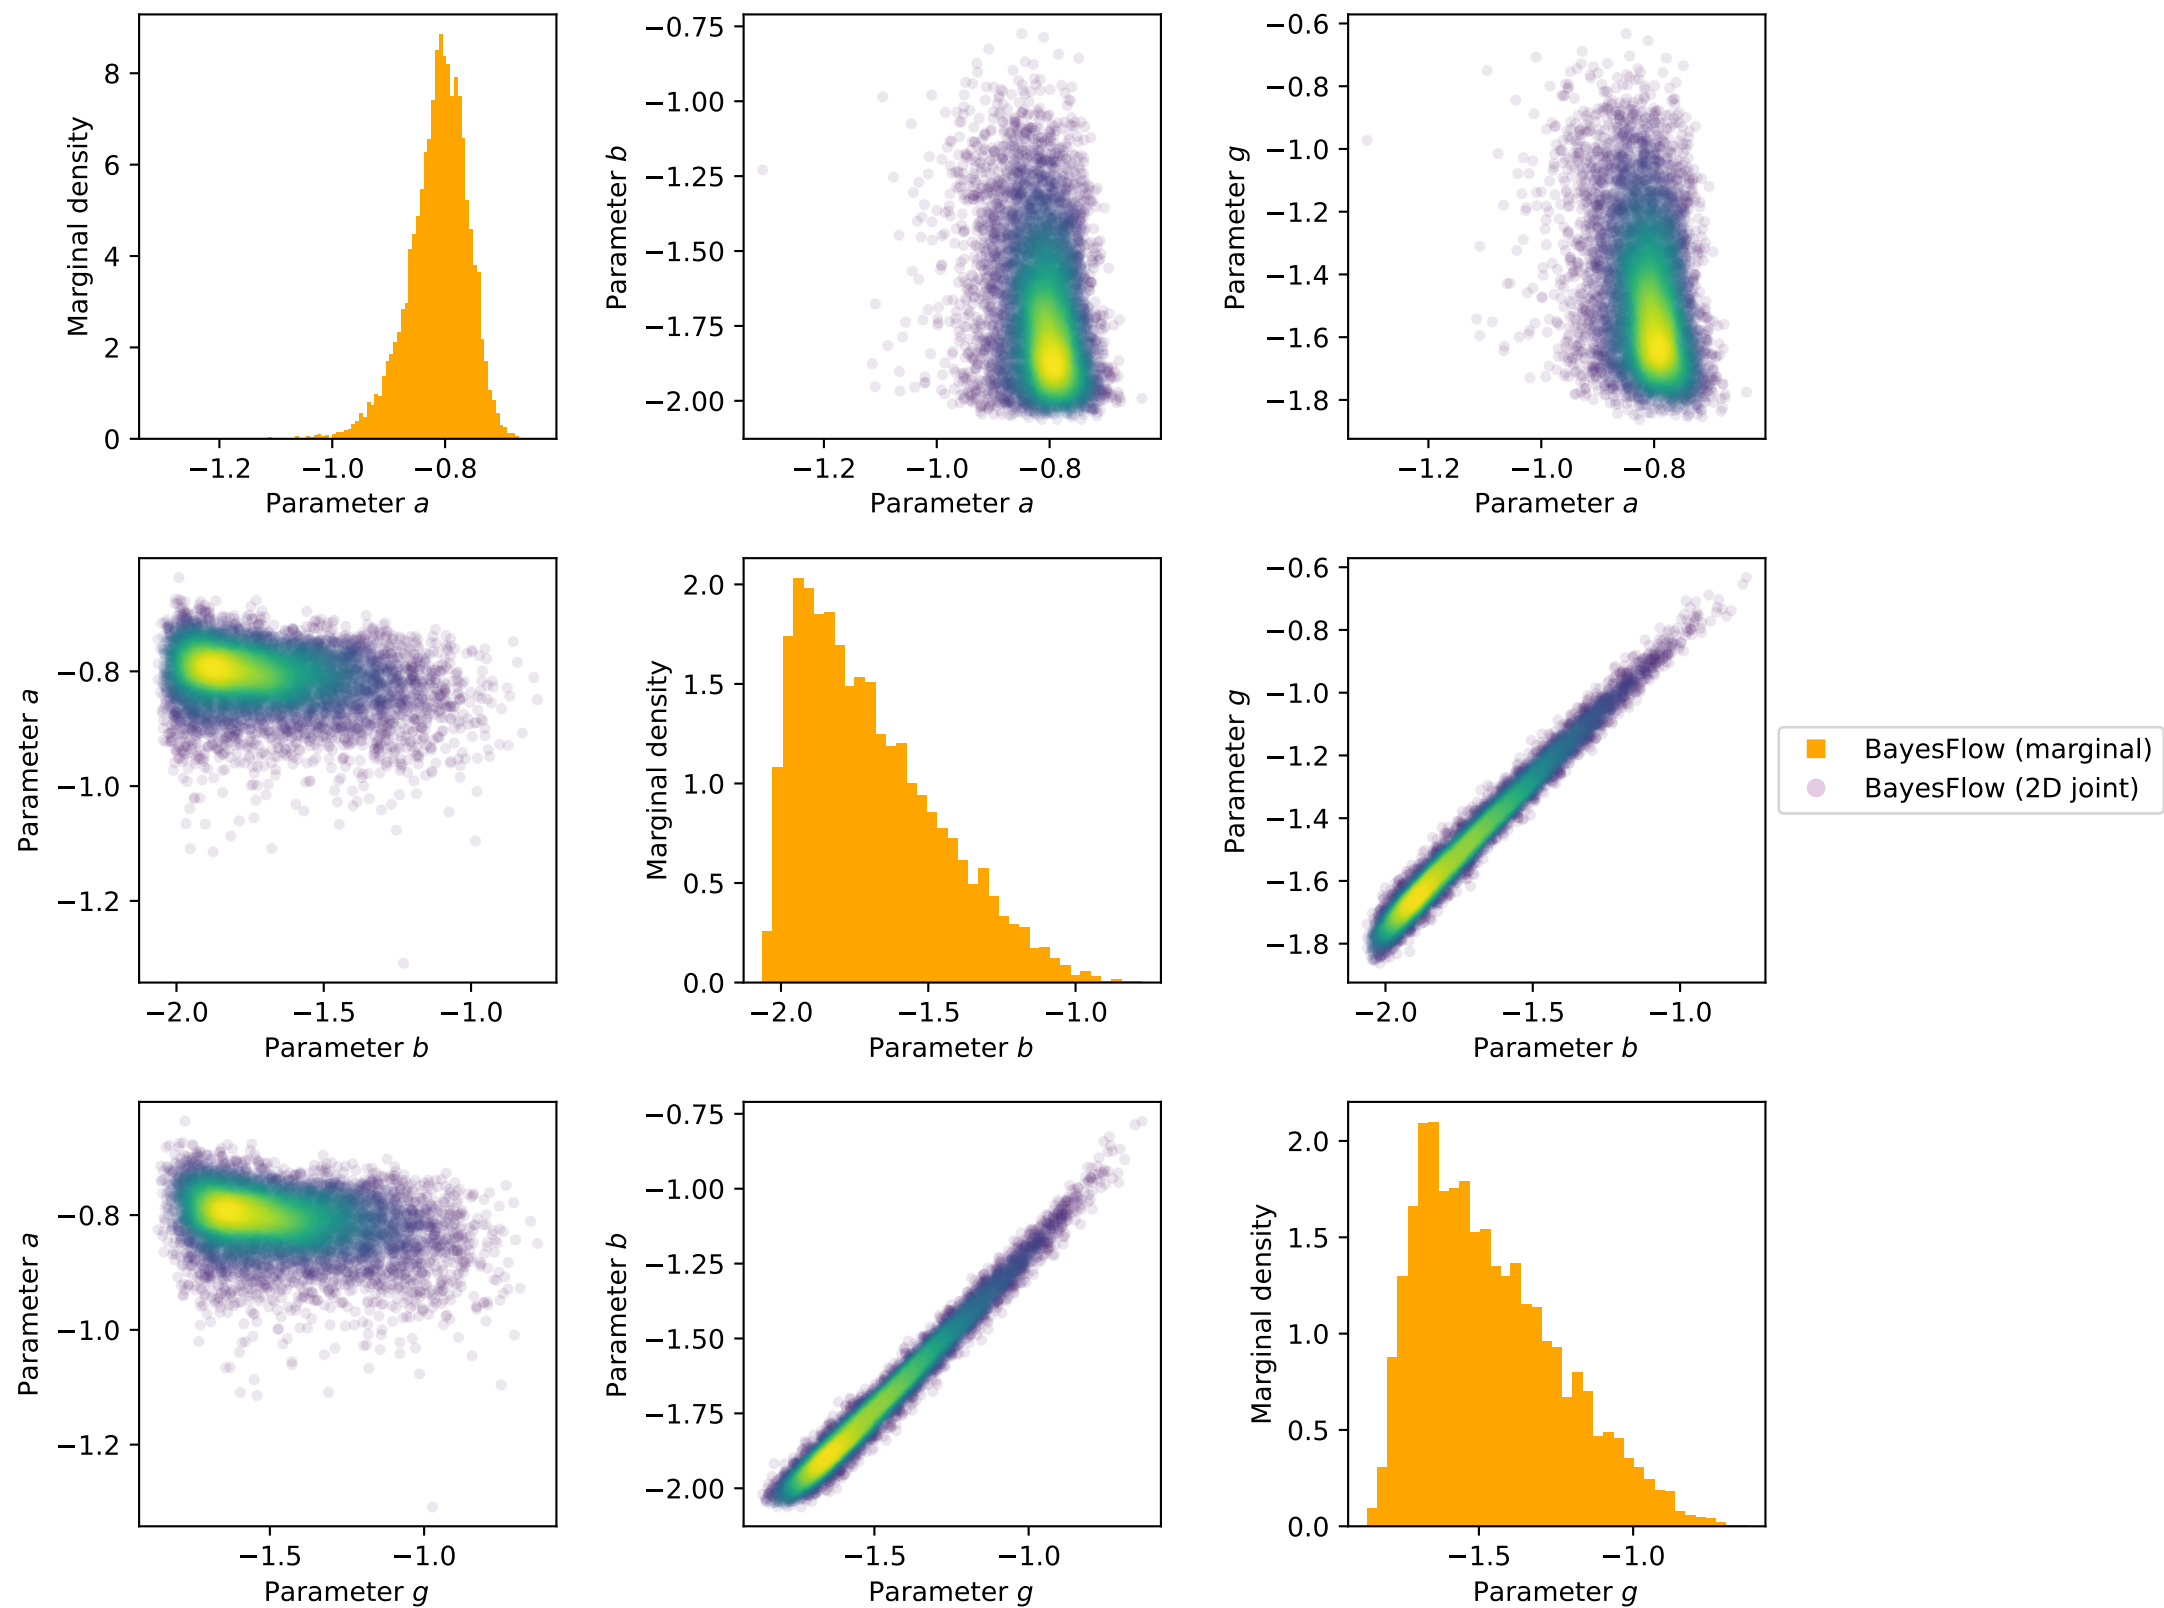 8
6
4
2
0
Marginal density
−1.2 −1.0 −0.8
Parameter a
−0.75
−1.00
−1.25
−1.50
−1.75
−2.00
Parameter b
−1.2 −1.0 −0.8
Parameter a
−0.6
−0.8
−1.0
−1.2
−1.4
−1.6
−1.8
Parameter g
−1.2 −1.0 −0.8
Parameter a
−0.8
−1.0
−1.2
Parameter a
−2.0 −1.5 −1.0
Parameter b
2.0
1.5
1.0
0.5
0.0
Marginal density
−2.0 −1.5 −1.0
Parameter b
−0.6
−0.8
−1.0
−1.2
−1.4
−1.6
−1.8
Parameter g
−2.0 −1.5 −1.0
Parameter b
BayesFlow (marginal)
BayesFlow (2D joint)
−0.8
−1.0
−1.2
Parameter a
−1.5 −1.0
Parameter g
−0.75
−1.00
−1.25
−1.50
−1.75
−2.00
Parameter b
−1.5 −1.0
Parameter g
2.0
1.5
1.0
0.5
0.0
Marginal density
−1.5 −1.0
Parameter g